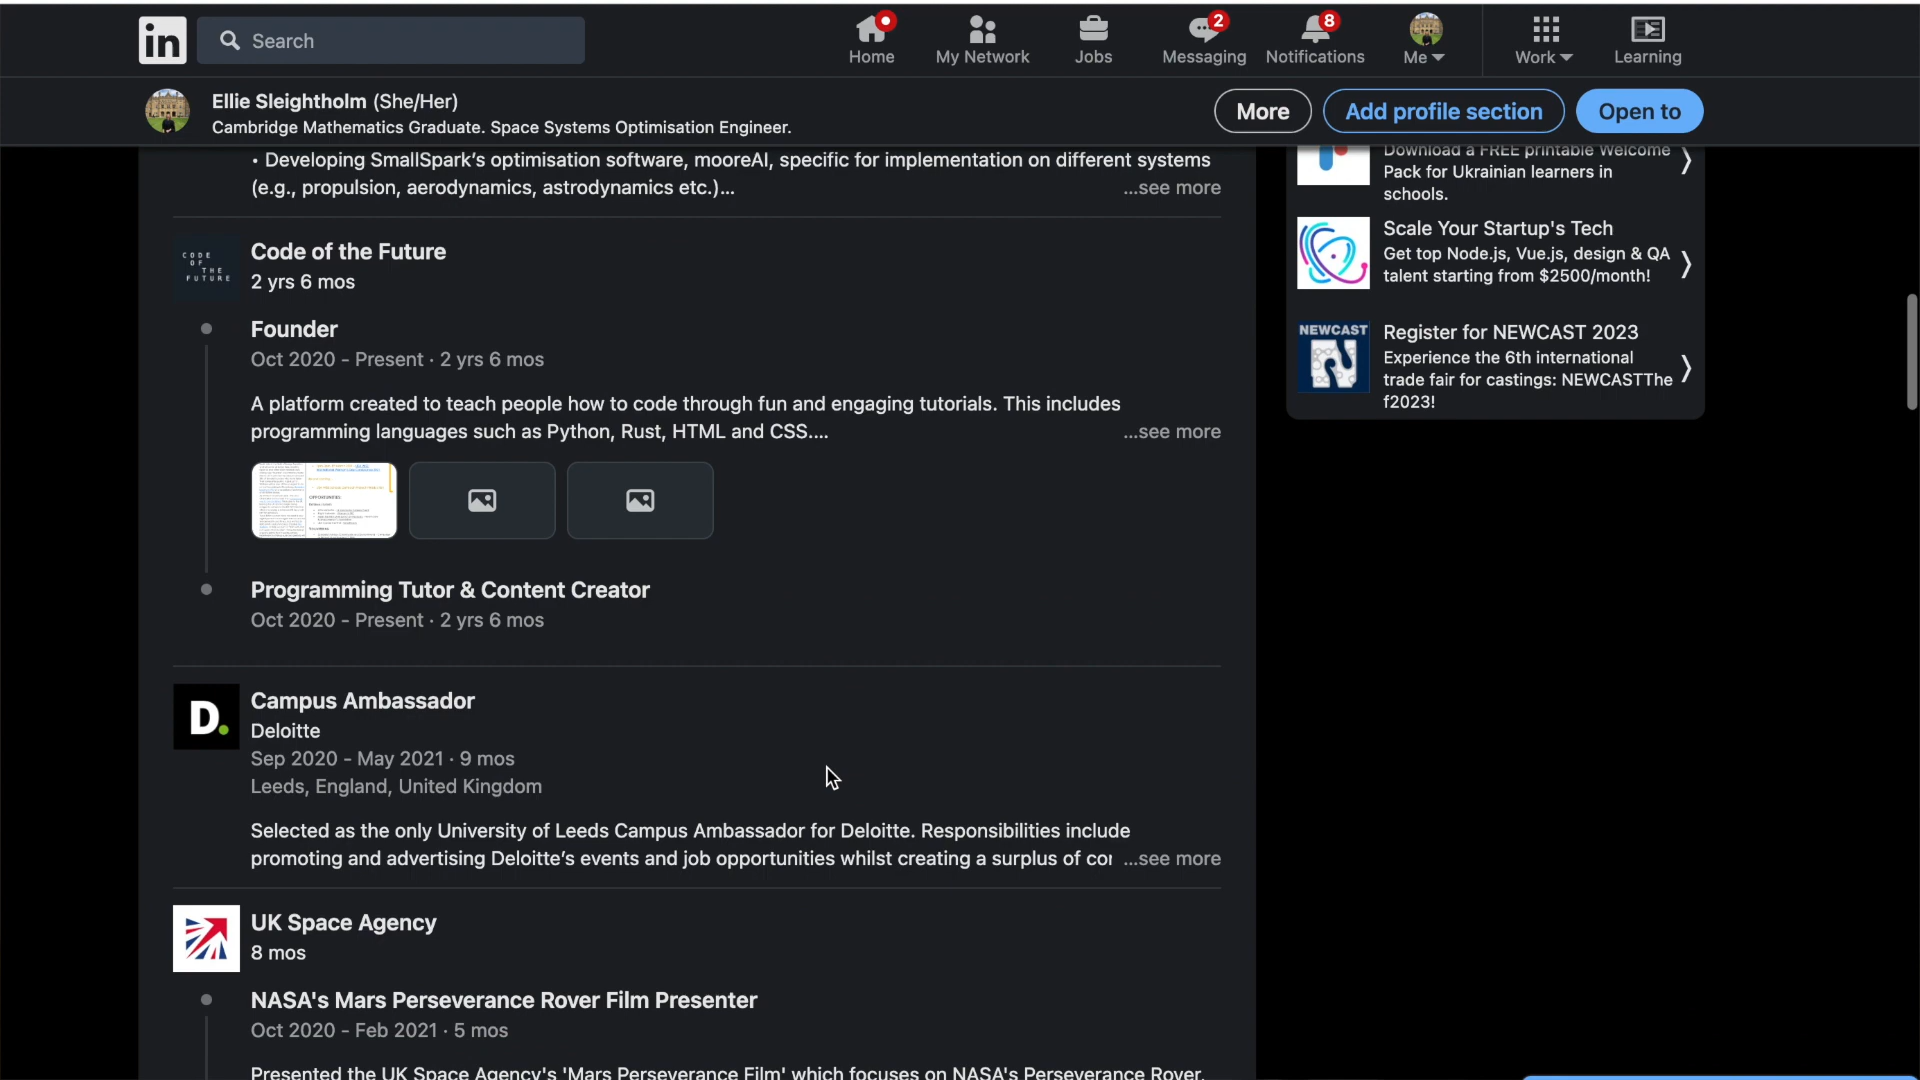 in Search Home My Network Jobs Messaging 2 Notifications 8 Me Work Learning
Ellie Sleightholm (She/Her)
Cambridge Mathematics Graduate. Space Systems Optimisation Engineer.
More Add profile section Open to
• Developing SmallSpark's optimisation software, mooreAI, specific for implementation on different systems
(e.g., propulsion, aerodynamics, astrodynamics etc.)... ...see more
CODE
OF
THE
FUTURE
Code of the Future
2 yrs 6 mos
Founder
Oct 2020 - Present · 2 yrs 6 mos
A platform created to teach people how to code through fun and engaging tutorials. This includes
programming languages such as Python, Rust, HTML and CSS.... ...see more
Programming Tutor & Content Creator
Oct 2020 - Present · 2 yrs 6 mos
D.
Campus Ambassador
Deloitte
Sep 2020 - May 2021 · 9 mos
Leeds, England, United Kingdom
Selected as the only University of Leeds Campus Ambassador for Deloitte. Responsibilities include
promoting and advertising Deloitte's events and job opportunities whilst creating a surplus of cor ...see more
UK Space Agency
8 mos
NASA's Mars Perseverance Rover Film Presenter
Oct 2020 - Feb 2021 · 5 mos
Presented the UK Space Agency's 'Mars Perseverance Film' which focuses on NASA's Perseverance Rover.
Download a FREE printable Welcome
Pack for Ukrainian learners in
schools.
Scale Your Startup's Tech
Get top Node.js, Vue.js, design & QA
talent starting from $2500/month!
NEWCAST
Register for NEWCAST 2023
Experience the 6th international
trade fair for castings: NEWCASTThe
f2023!